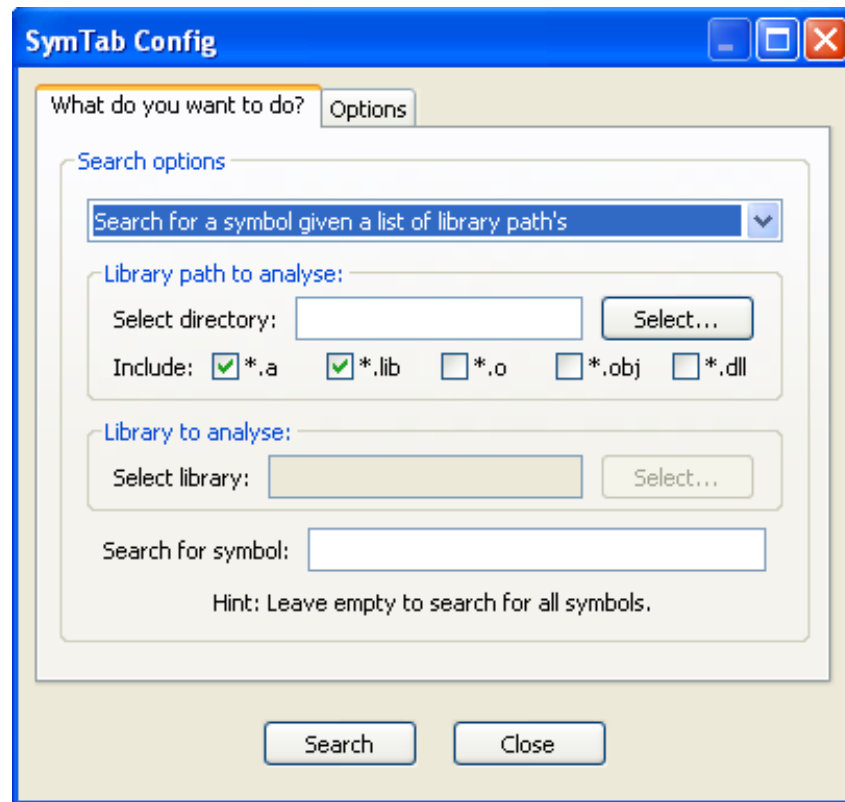 SymTab Config
What do you want to do? Options
Search options
Search for a symbol given a list of library path's
Library path to analyse:
Select directory: Select...
Include: *.a *.lib *.o *.obj *.dll
Library to analyse:
Select library: Select...
Search for symbol:
Hint: Leave empty to search for all symbols.
Search Close